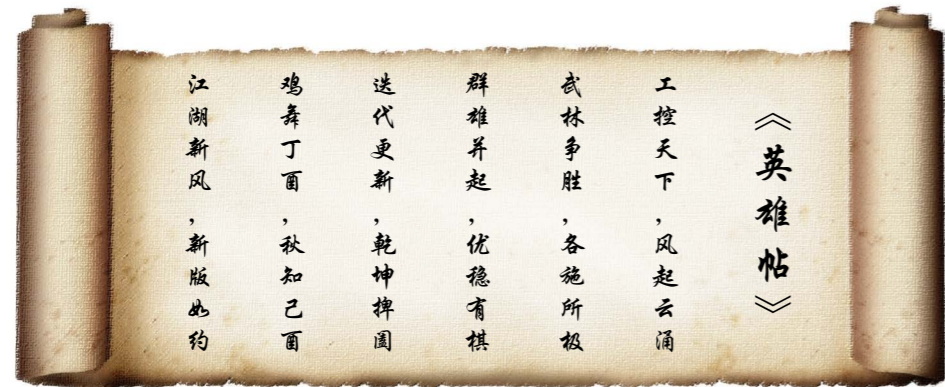 《英雄帖》
工控天下，风起云涌
武林争胜，各施所极
群雄并起，优稳有棋
迭代更新，乾坤捭阖
鸡舞丁酉，秋知己酉
江湖新风，新版如约